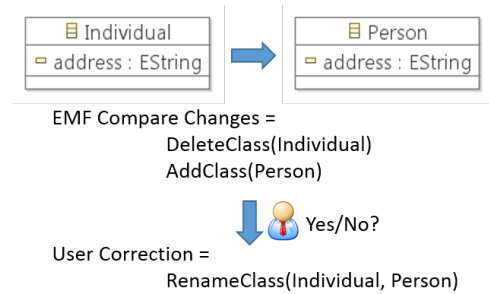 Individual
address : EString
Person
address : EString
EMF Compare Changes =
DeleteClass(Individual)
AddClass(Person)
Yes/No?
User Correction =
RenameClass(Individual, Person)